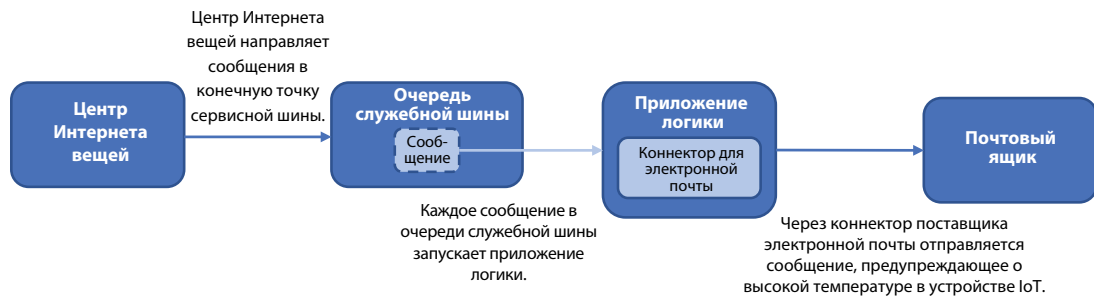 Центр Интернета
вещей направляет
сообщения в
конечную точку
сервисной шины.
Центр
Интернета
вещей
Очередь
служебной шины
Сооб-
щение
Приложение
логики
Коннектор для
электронной
почты
Почтовый
ящик
Каждое сообщение в
очереди служебной шины
запускает приложение
логики.
Через коннектор поставщика
электронной почты отправляется
сообщение, предупреждающее о
высокой температуре в устройстве IoT.